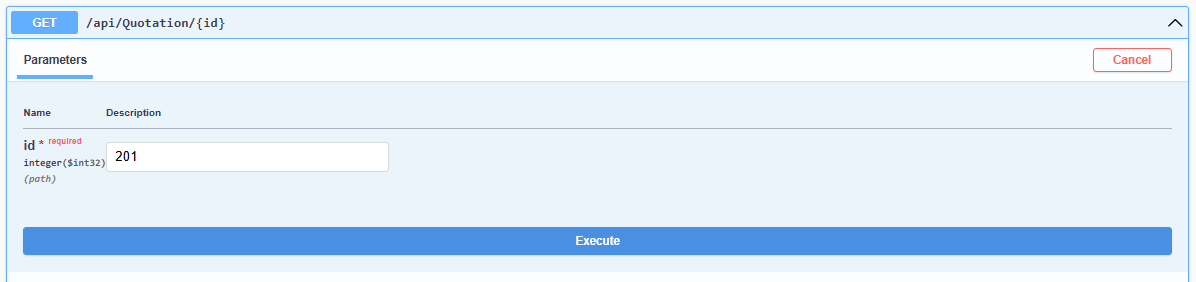 GET /api/Quotation/{id}
Parameters Cancel
Name Description
id * required
integer($int32) 201
(path)
Execute